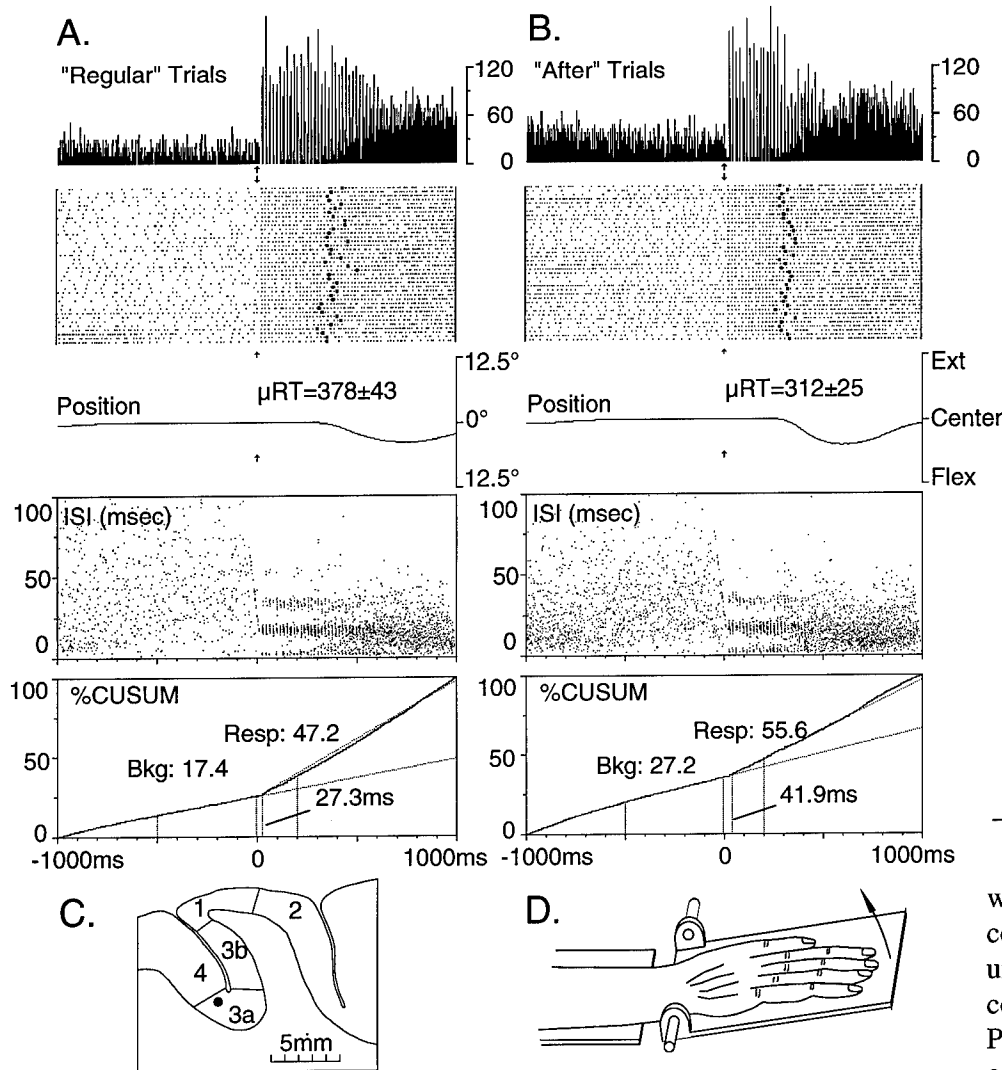 A.
"Regular" Trials
120
60
0
12.5°
µRT=378±43
Position
0°
12.5°
100
ISI (msec)
50
0
100
%CUSUM
Resp: 47.2
50
Bkg: 17.4
27.3ms
0
-1000ms
0
1000ms
B.
"After" Trials
120
60
0
Ext
µRT=312±25
Position
Center
Flex
100
ISI (msec)
50
0
100
%CUSUM
Resp: 55.6
50
Bkg: 27.2
41.9ms
0
-1000ms
0
1000ms
C.
1
2
3b
4
3a
5mm
D.
w
co
co
P